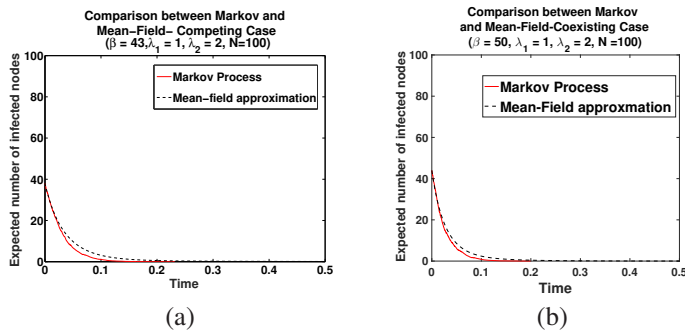 Comparison between Markov and
Mean−Field− Competing Case
(β = 43,λ1 = 1, λ2 = 2, N=100)
Expected number of infected nodes
100
80
60
40
20
0
Markov Process
Mean−field approximation
0
0.1
0.2
0.3
0.4
0.5
Time
(a)
Comparison between Markov
and Mean-Field-Coexisting Case
(β = 50, λ1 = 1, λ2 = 2, N =100)
Expected number of infected nodes
100
80
60
40
20
0
Markov Process
Mean-Field approxmation
0
0.1
0.2
0.3
0.4
0.5
Time
(b)